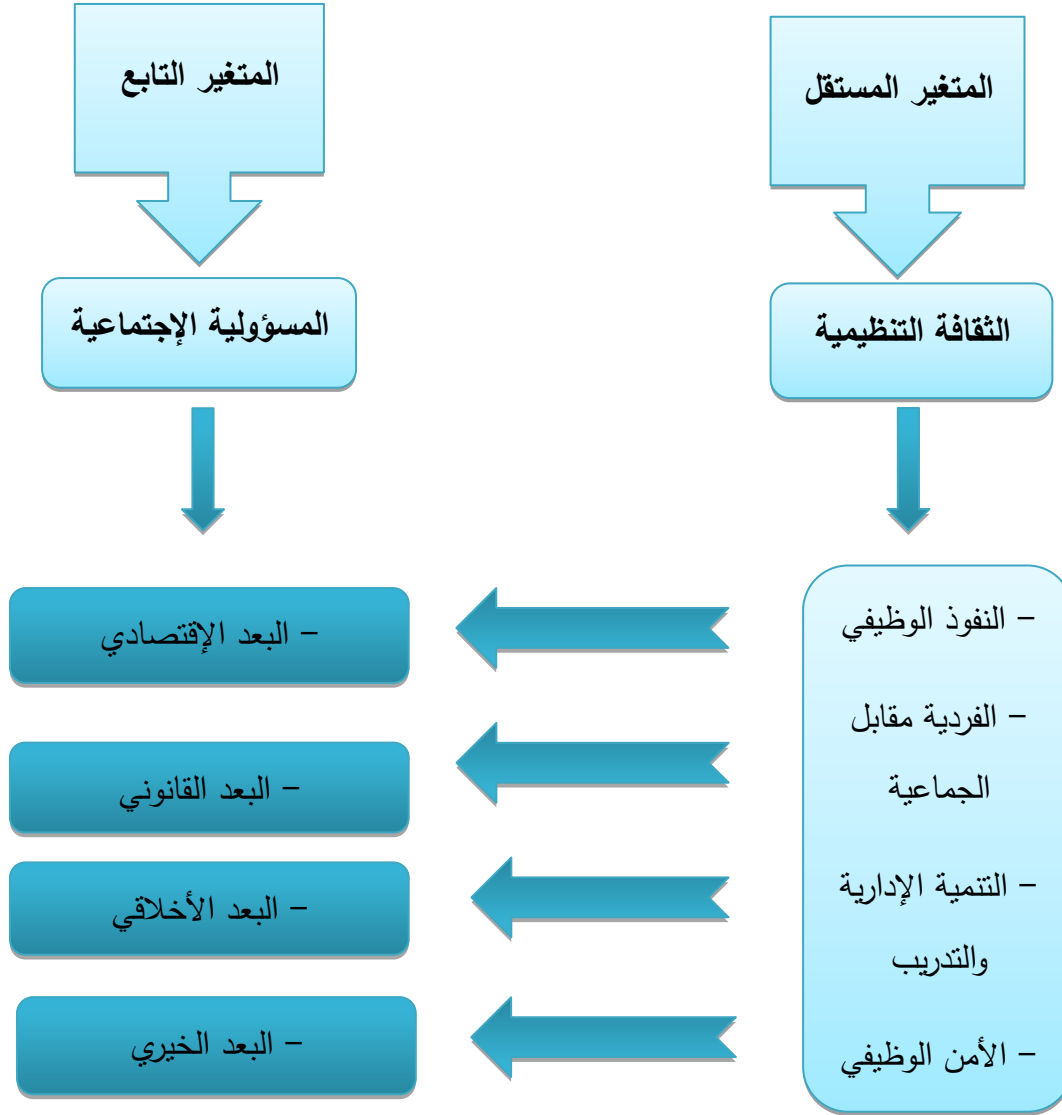 المتغير المستقل
المتغير التابع
الثقافة التنظيمية
المسؤولية الإجتماعية
– النفوذ الوظيفي
– الفردية مقابل
الجماعية
– التنمية الإدارية
والتدريب
– الأمن الوظيفي
– البعد الإقتصادي
– البعد القانوني
– البعد الأخلاقي
– البعد الخيري